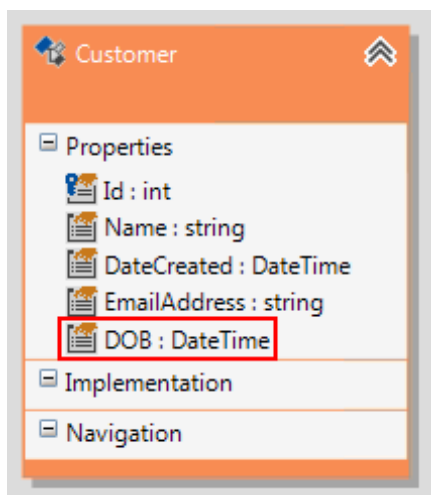 Customer
Properties
Id : int
Name : string
DateCreated : DateTime
EmailAddress : string
DOB : DateTime
Implementation
Navigation